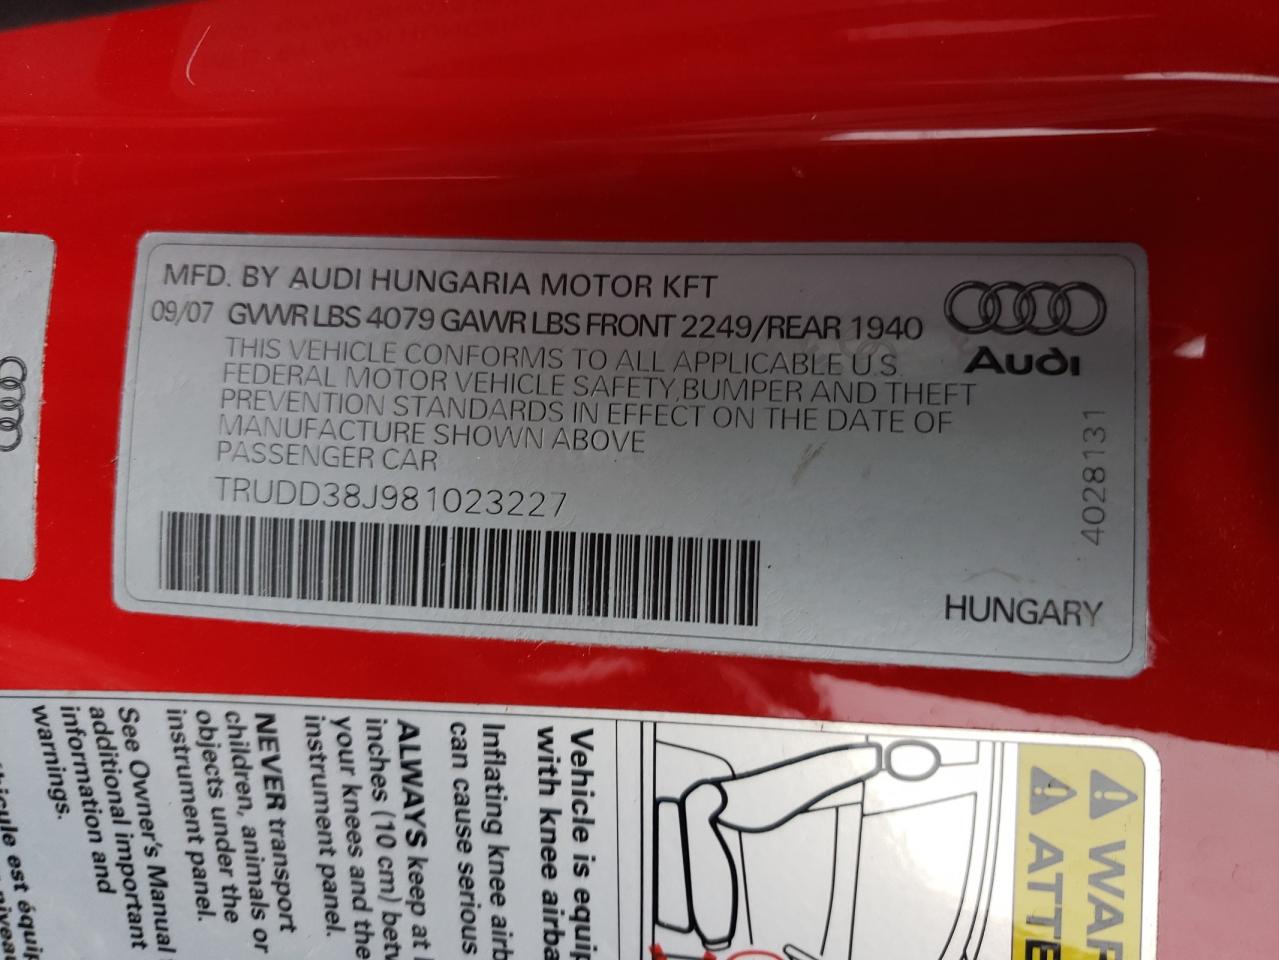 MFD. BY AUDI HUNGARIA MOTOR KFT
09/07 GVWR LBS 4079 GAWR LBS FRONT 2249/REAR 1940
THIS VEHICLE CONFORMS TO ALL APPLICABLE U.S.
FEDERAL MOTOR VEHICLE SAFETY,BUMPER AND THEFT
PREVENTION STANDARDS IN EFFECT ON THE DATE OF
MANUFACTURE SHOWN ABOVE
PASSENGER CAR
TRUDD38J981023227
Audi
4028131
HUNGARY
Vehicle is
with knee
Inflating knee
can cause serious
ALWAYS keep at
inches (10 cm)
your knees and the
instrument panel.
NEVER transport
children, animals or
objects under the
instrument panel.
See Owner's Manual
additional important
information and
warnings.
est